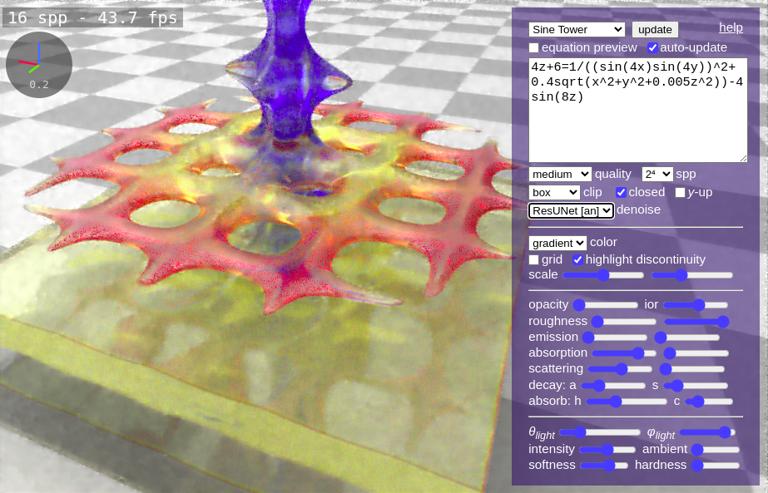 16 spp - 43.7 fps
0.2
Sine Tower update help
equation preview auto-update
4z+6=1/((sin(4x)sin(4y))^2+
0.4sqrt(x^2+y^2+0.005z^2))-4
sin(8z)
medium quality 2⁴ spp
box clip closed y-up
ResUNet [an] denoise
gradient color
grid highlight discontinuity
scale
opacity ior
roughness
emission
absorption
scattering
decay: a s
absorb: h c
θlight φlight
intensity ambient
softness hardness